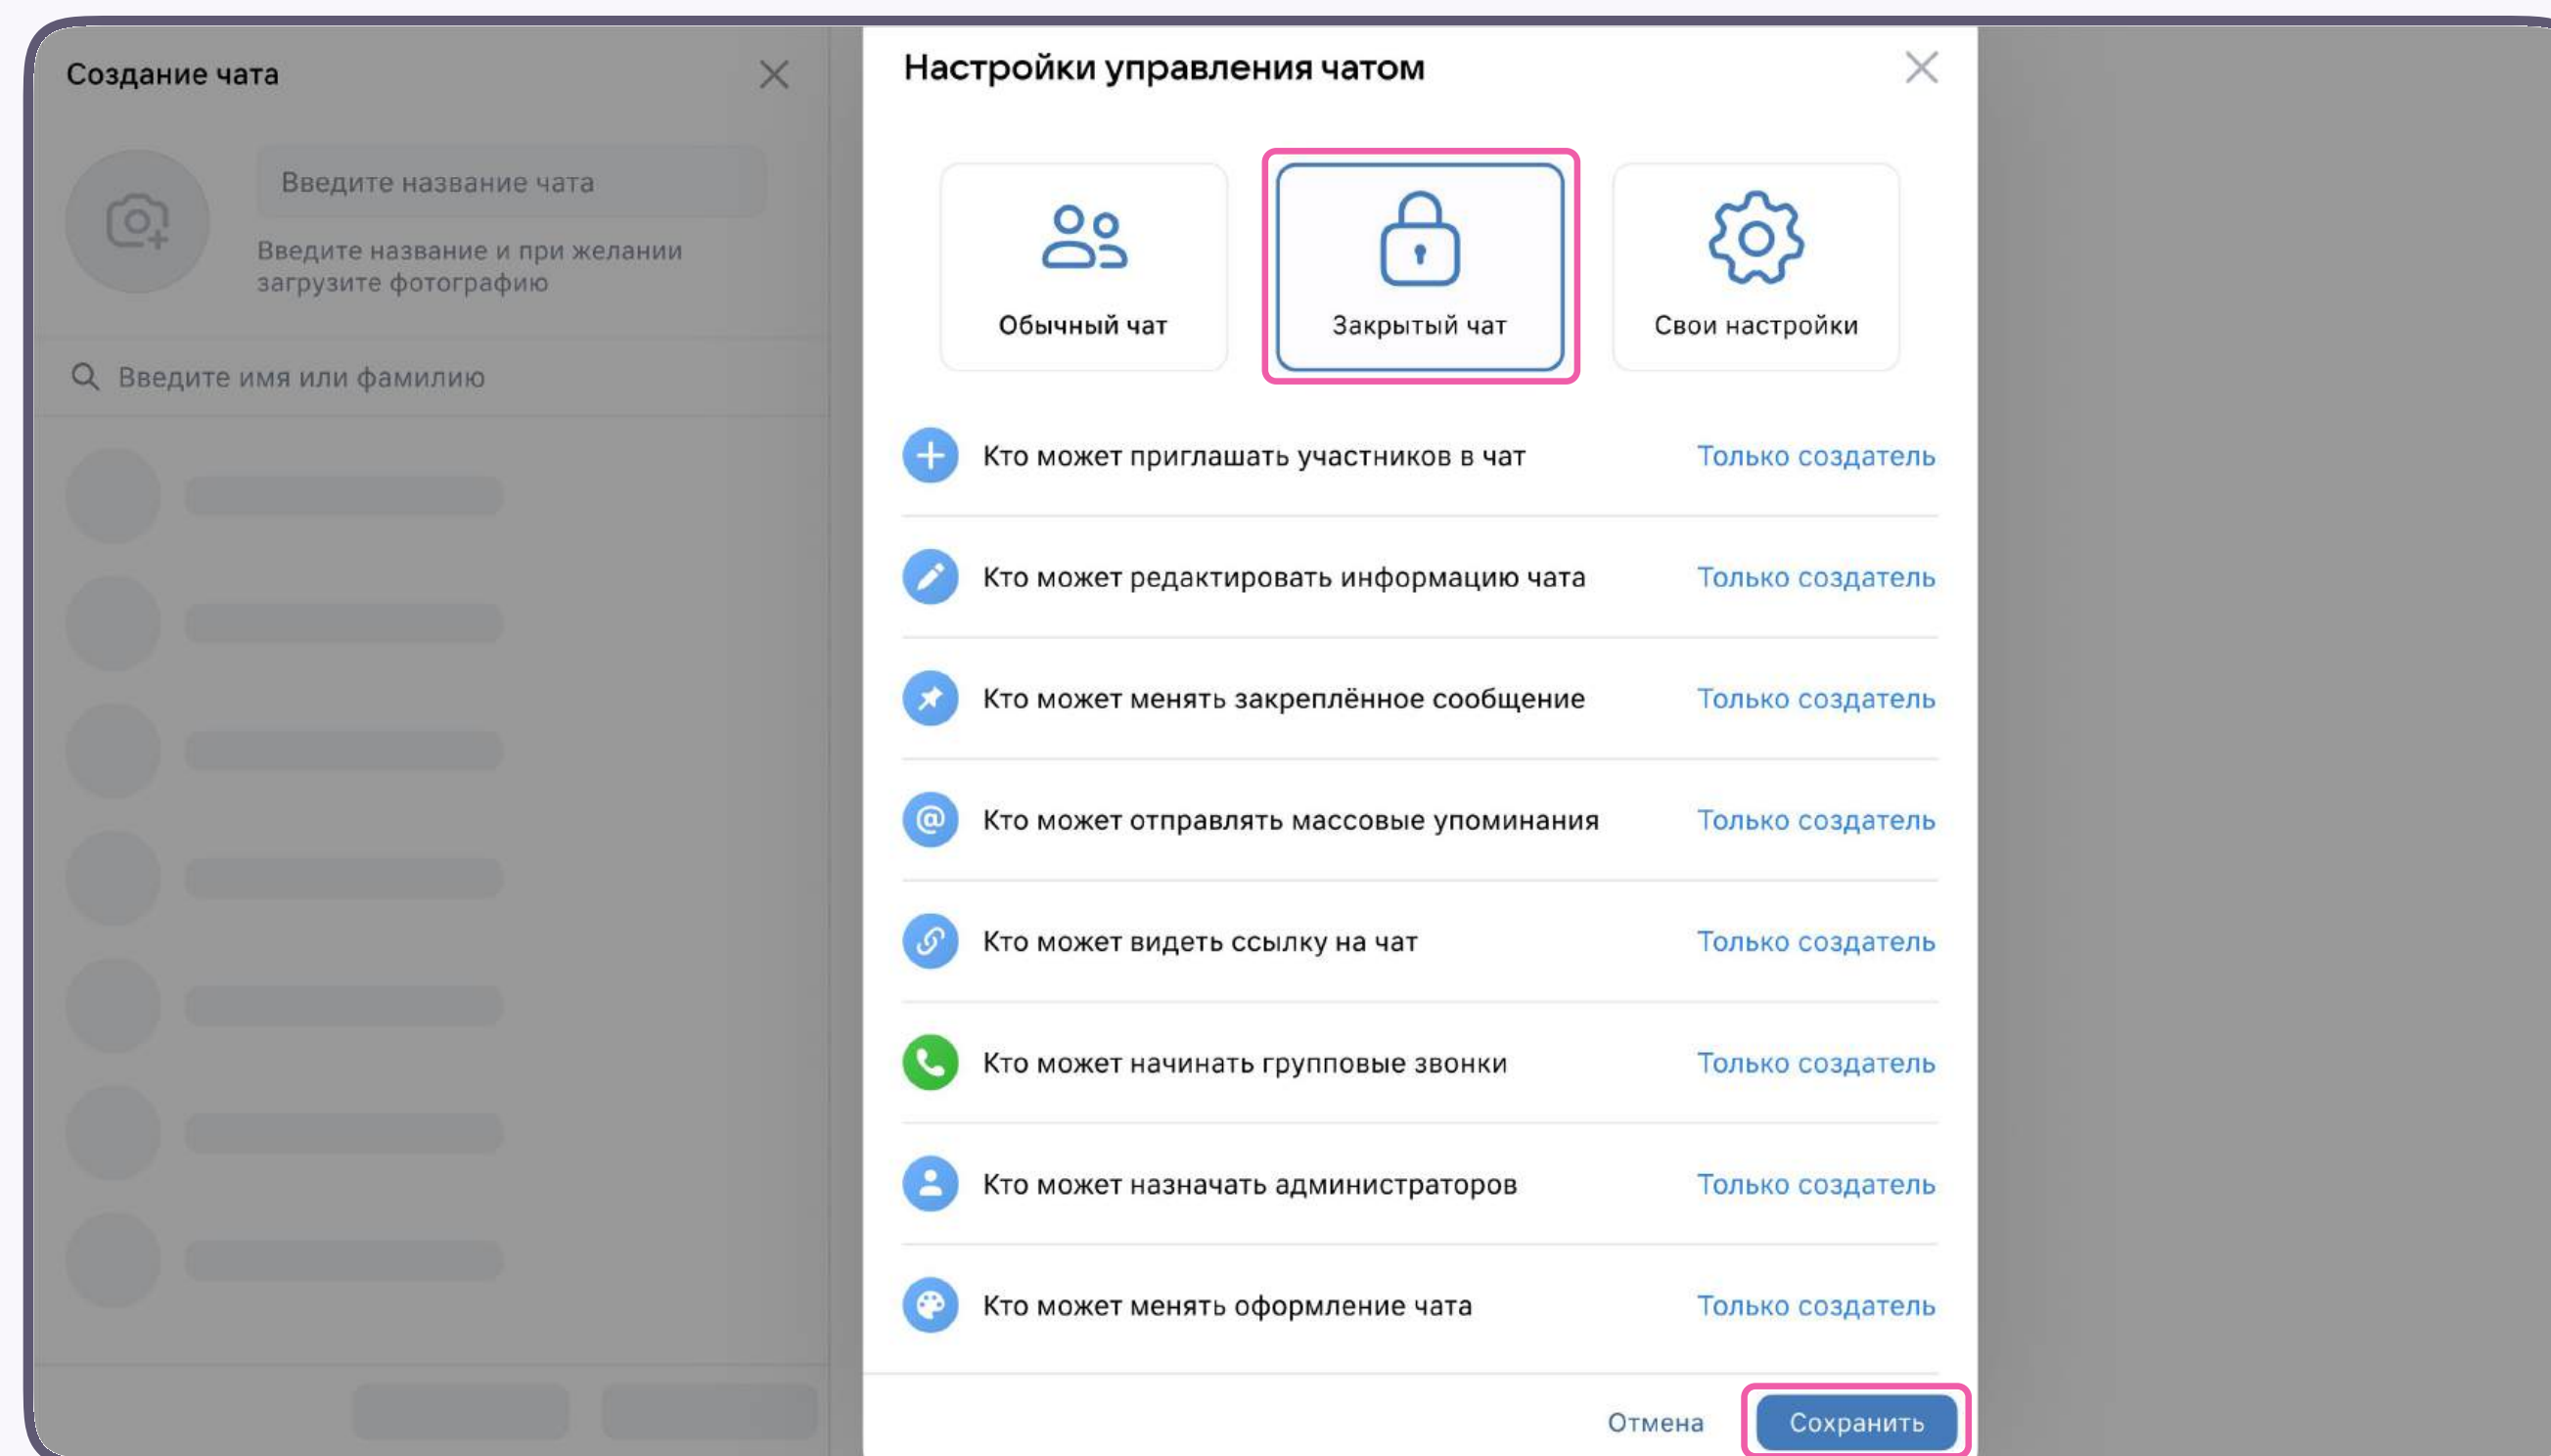 Создание чата
Введите название чата
Введите название и при желании
загрузите фотографию
Введите имя или фамилию
Настройки управления чатом
Обычный чат
Закрытый чат
Свои настройки
Кто может приглашать участников в чат Только создатель
Кто может редактировать информацию чата Только создатель
Кто может менять закреплённое сообщение Только создатель
Кто может отправлять массовые упоминания Только создатель
Кто может видеть ссылку на чат Только создатель
Кто может начинать групповые звонки Только создатель
Кто может назначать администраторов Только создатель
Кто может менять оформление чата Только создатель
Отмена
Сохранить